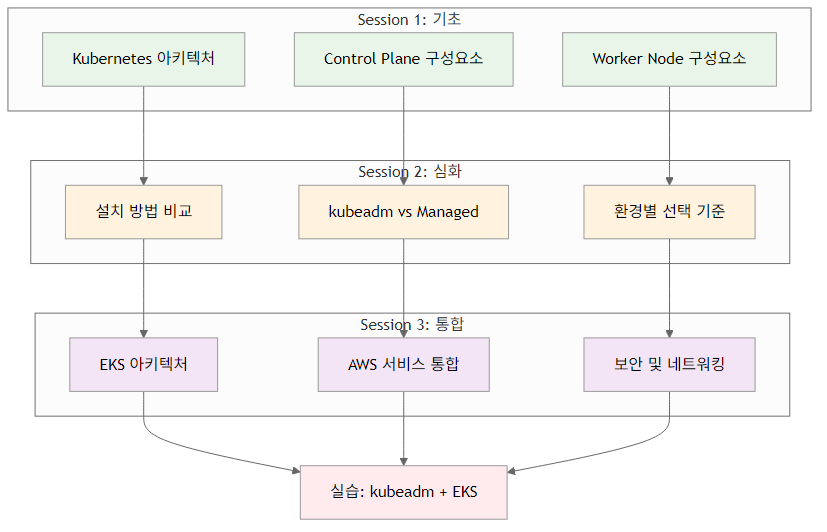 Session 1: 기초
Kubernetes 아키텍처
Control Plane 구성요소
Worker Node 구성요소
Session 2: 심화
설치 방법 비교
kubeadm vs Managed
환경별 선택 기준
Session 3: 통합
EKS 아키텍처
AWS 서비스 통합
보안 및 네트워킹
실습: kubeadm + EKS